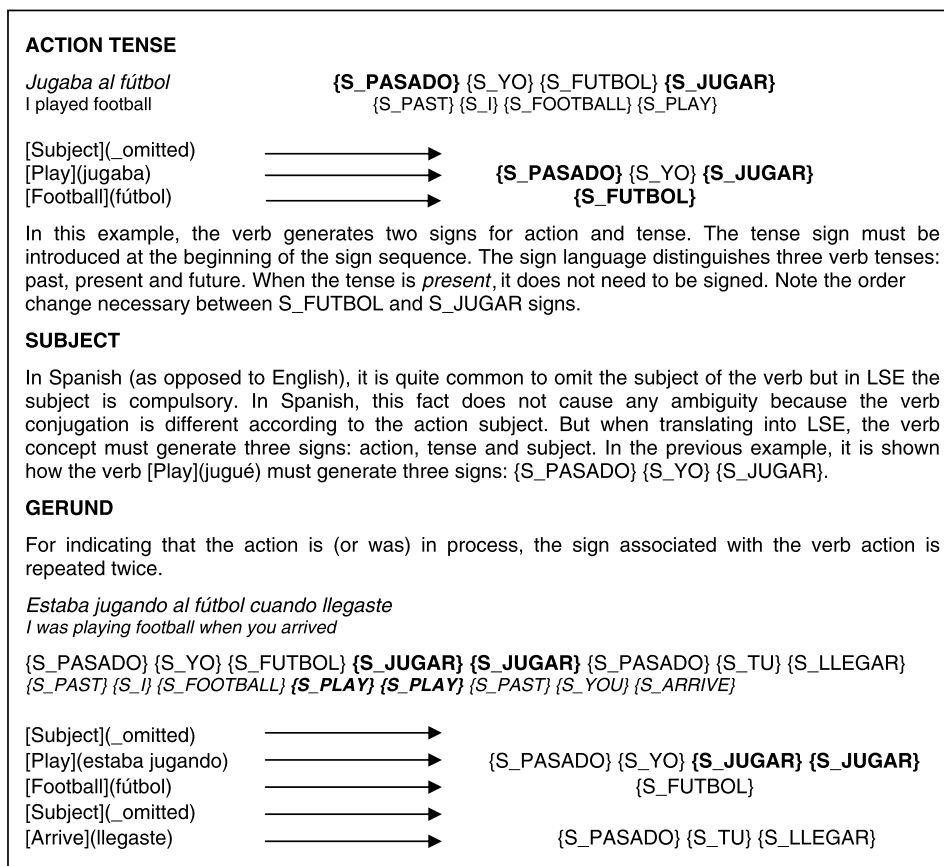 ACTION TENSE
Jugaba al fútbol {S_PASADO} {S_YO} {S_FUTBOL} {S_JUGAR}
I played football {S_PAST} {S_I} {S_FOOTBALL} {S_PLAY}
[Subject](_omitted)
[Play](jugaba) {S_PASADO} {S_YO} {S_JUGAR}
[Football](fútbol) {S_FUTBOL}
In this example, the verb generates two signs for action and tense. The tense sign must be
introduced at the beginning of the sign sequence. The sign language distinguishes three verb tenses:
past, present and future. When the tense is present, it does not need to be signed. Note the order
change necessary between S_FUTBOL and S_JUGAR signs.
SUBJECT
In Spanish (as opposed to English), it is quite common to omit the subject of the verb but in LSE the
subject is compulsory. In Spanish, this fact does not cause any ambiguity because the verb
conjugation is different according to the action subject. But when translating into LSE, the verb
concept must generate three signs: action, tense and subject. In the previous example, it is shown
how the verb [Play](jugué) must generate three signs: {S_PASADO} {S_YO} {S_JUGAR}.
GERUND
For indicating that the action is (or was) in process, the sign associated with the verb action is
repeated twice.
Estaba jugando al fútbol cuando llegaste
I was playing football when you arrived
{S_PASADO} {S_YO} {S_FUTBOL} {S_JUGAR} {S_JUGAR} {S_PASADO} {S_TU} {S_LLEGAR}
{S_PAST} {S_I} {S_FOOTBALL} {S_PLAY} {S_PLAY} {S_PAST} {S_YOU} {S_ARRIVE}
[Subject](_omitted)
[Play](estaba jugando) {S_PASADO} {S_YO} {S_JUGAR} {S_JUGAR}
[Football](fútbol) {S_FUTBOL}
[Subject](_omitted)
[Arrive](llegaste) {S_PASADO} {S_TU} {S_LLEGAR}